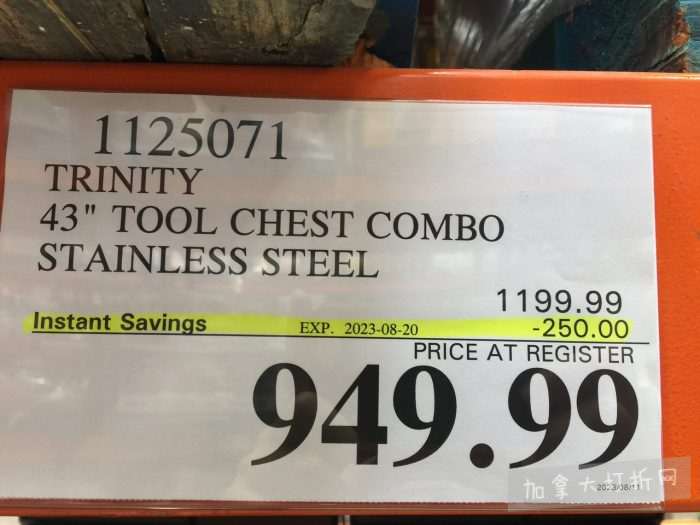 1125071
TRINITY
43" TOOL CHEST COMBO
STAINLESS STEEL
1199.99
Instant Savings EXP. 2023-08-20 -250.00
PRICE AT REGISTER
949.99
加拿大打折网